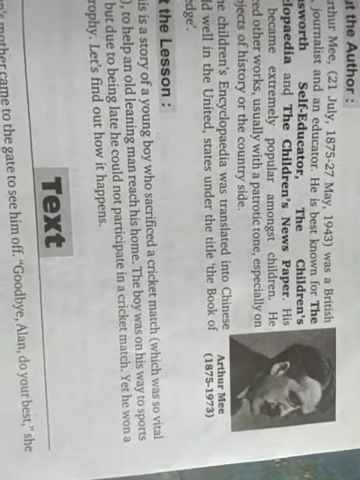 ut the Author :
rthur Mee, (21 July, 1875-27 May, 1943) was a British
journalist and an educator. He is best known for The
sworth Self-Educator, The Children's
lopaedia and The Children's News Paper. His
became extremely popular amongst children. He
ed other works, usually with a patrotic tone, especially on
jects of history or the country side.
e children's Encyclopaedia was translated into Chinese
ld well in the United, states under the title 'the Book of
edge'.
Arthur Mee
(1875-1973)
t the Lesson :
is is a story of a young boy who sacrificed a cricket march (which was so vital
), to help an old leaning man reach his home. The boy was on his way to sports
but due to being late he could not participate in a cricket match. Yet he won a
rophy. Let's find out how it happens.
Text
n's mother came to the gate to see him off. "Goodbye, Alan, do your best," she